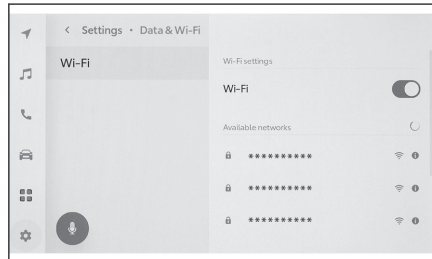 < Settings • Data & Wi-Fi
Wi-Fi
Wi-Fi settings
Wi-Fi
Available networks
**********
**********
**********